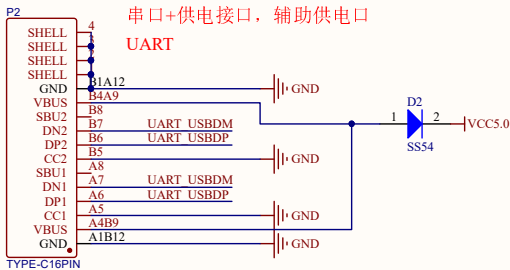 P2
串口+供电接口，辅助供电口
UART
SHELL 4
SHELL 3
SHELL
SHELL
GND B1A12 GND
VBUS B4A9
SBU2 B8
DN2 B7 UART_USBDM
DP2 B6 UART_USBDP
CC2 B5 GND
SBU1 A8
DN1 A7 UART_USBDM
DP1 A6 UART_USBDP
CC1 A5 GND
VBUS A4B9
GND A1B12 GND
TYPE-C16PIN
D2
1 2 VCC5.0
SS54